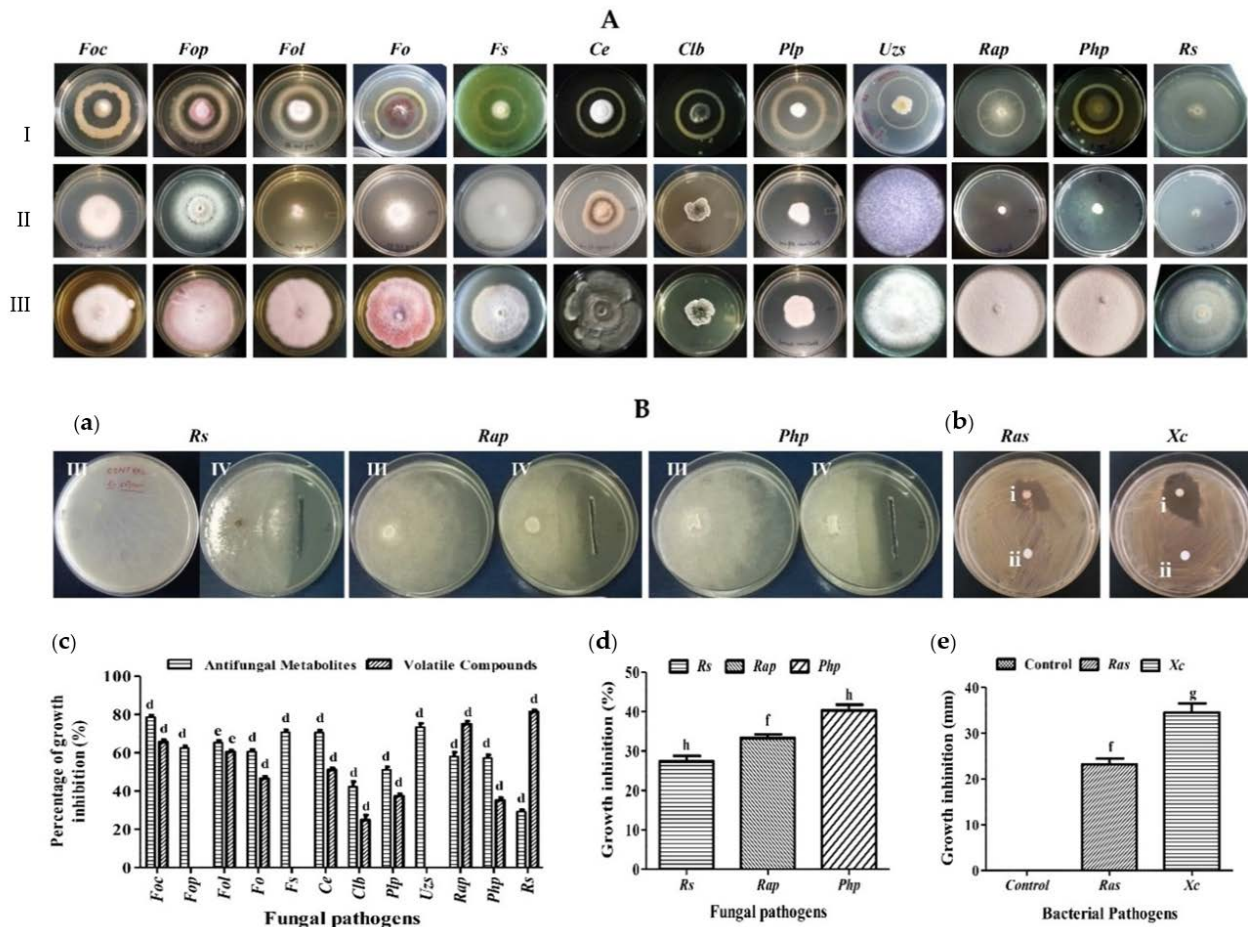 A
Foc Fop Fol Fo Fs Ce Clb Plp Uzs Rap Php Rs
I
II
III
B
(a) Rs Rap Php (b) Ras Xc
III CONTROL IV III IV III IV i i
ii ii
(c) (d) (e)
Antifungal Metabolites Volatile Compounds
Percentage of growth inhibition (%)
100
80
60
40
20
0
d d d e e d d d d d d d d d d d d d d d d
Foc Fop Fol Fo Fs Ce Clb Plp Uzs Rap Php Rs
Fungal pathogens
Rs Rap Php
Growth inhinition (%)
50
40
30
20
10
0
h f h
Rs Rap Php
Fungal pathogens
Control Ras Xc
Growth inhinition (mm)
40
30
20
10
0
f g
Control Ras Xc
Bacterial Pathogens